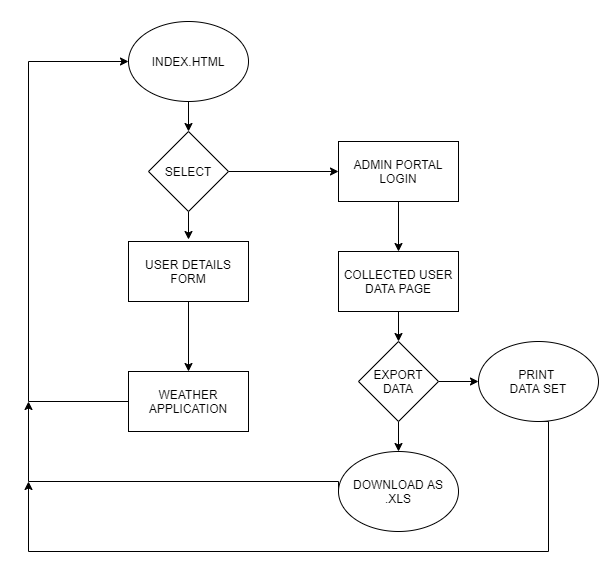 INDEX.HTML
SELECT
ADMIN PORTAL
LOGIN
USER DETAILS
FORM
COLLECTED USER
DATA PAGE
EXPORT
DATA
PRINT
DATA SET
WEATHER
APPLICATION
DOWNLOAD AS
.XLS